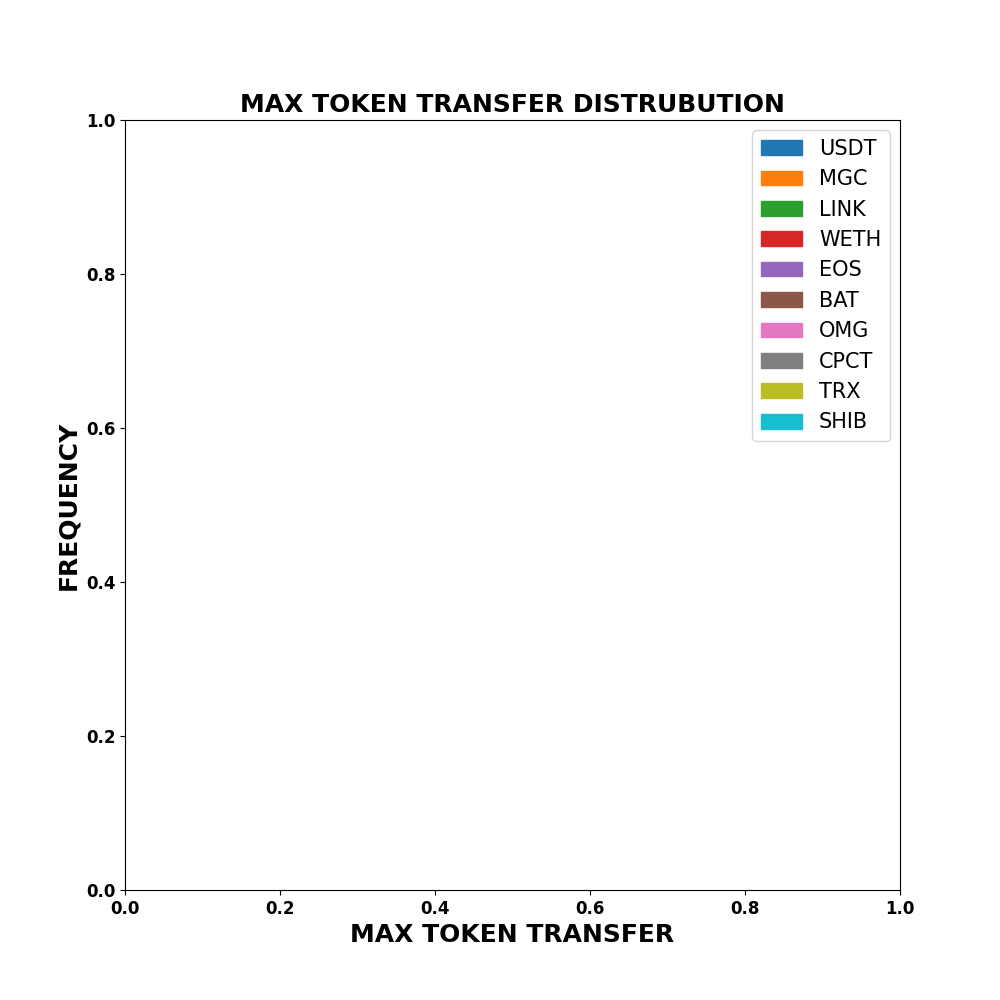 MAX TOKEN TRANSFER DISTRUBUTION
1.0
0.8
0.6
0.4
0.2
0.0
FREQUENCY
USDT
MGC
LINK
WETH
EOS
BAT
OMG
CPCT
TRX
SHIB
0.0 0.2 0.4 0.6 0.8 1.0
MAX TOKEN TRANSFER